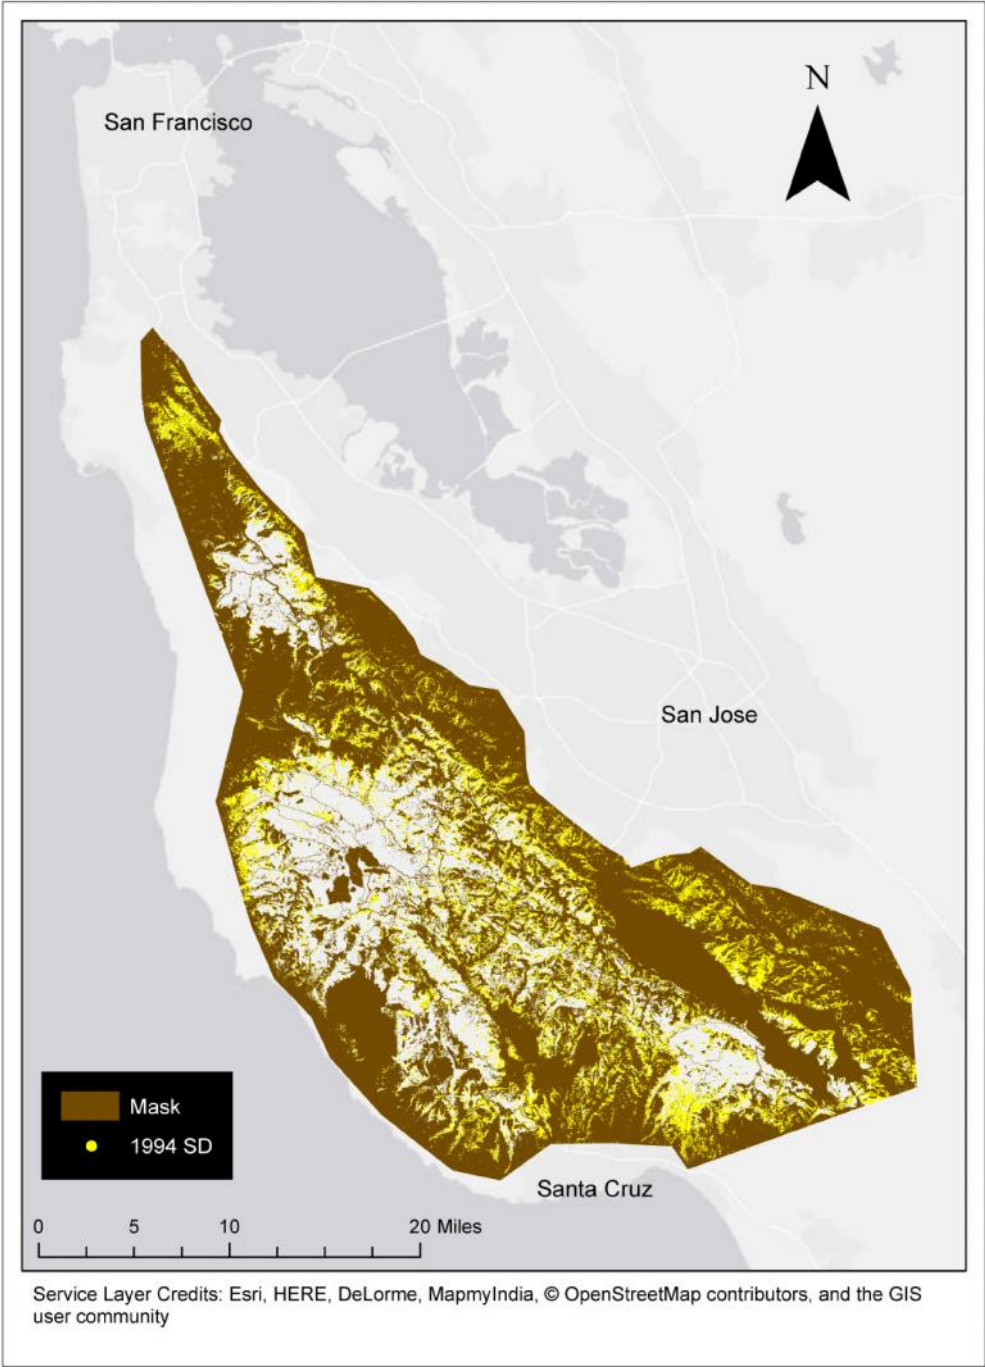 San Francisco
N
San Jose
Mask
1994 SD
Santa Cruz
0 5 10 20 Miles
Service Layer Credits: Esri, HERE, DeLorme, MapmyIndia, © OpenStreetMap contributors, and the GIS
user community